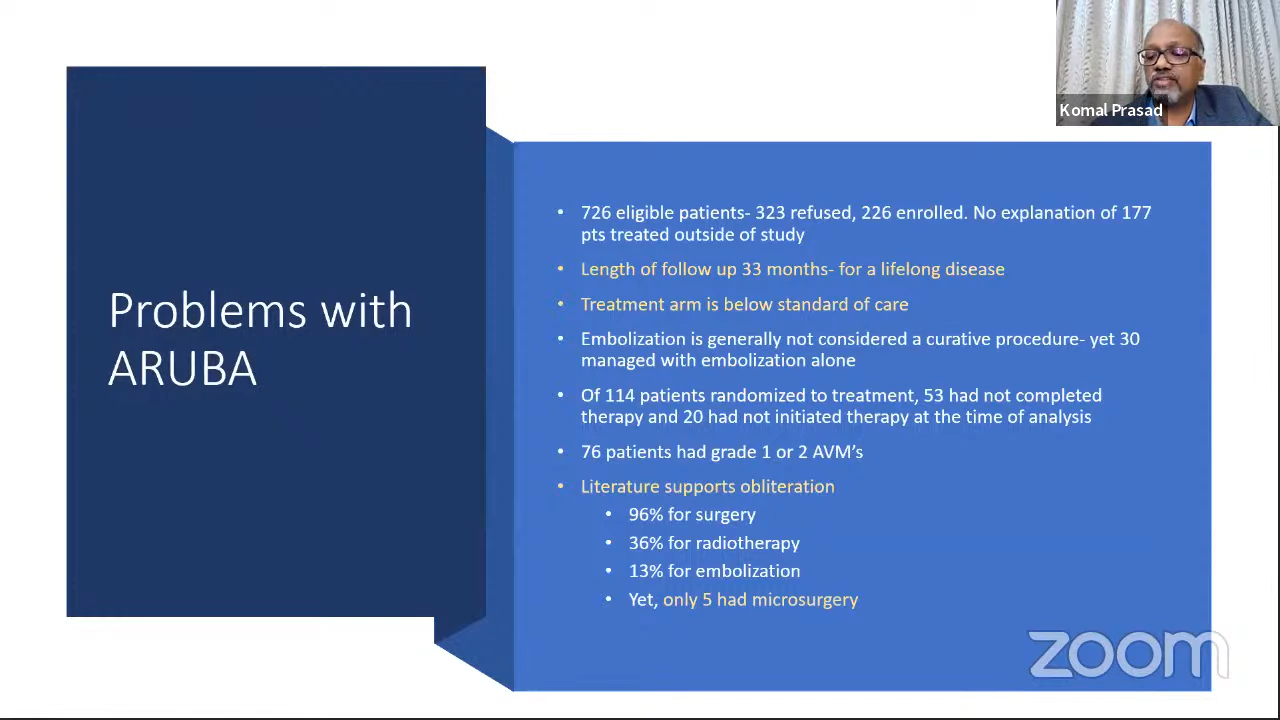 Komal Prasad
Problems with
ARUBA
• 726 eligible patients- 323 refused, 226 enrolled. No explanation of 177
pts treated outside of study
• Length of follow up 33 months- for a lifelong disease
• Treatment arm is below standard of care
• Embolization is generally not considered a curative procedure- yet 30
managed with embolization alone
• Of 114 patients randomized to treatment, 53 had not completed
therapy and 20 had not initiated therapy at the time of analysis
• 76 patients had grade 1 or 2 AVM’s
• Literature supports obliteration
• 96% for surgery
• 36% for radiotherapy
• 13% for embolization
• Yet, only 5 had microsurgery
zoom